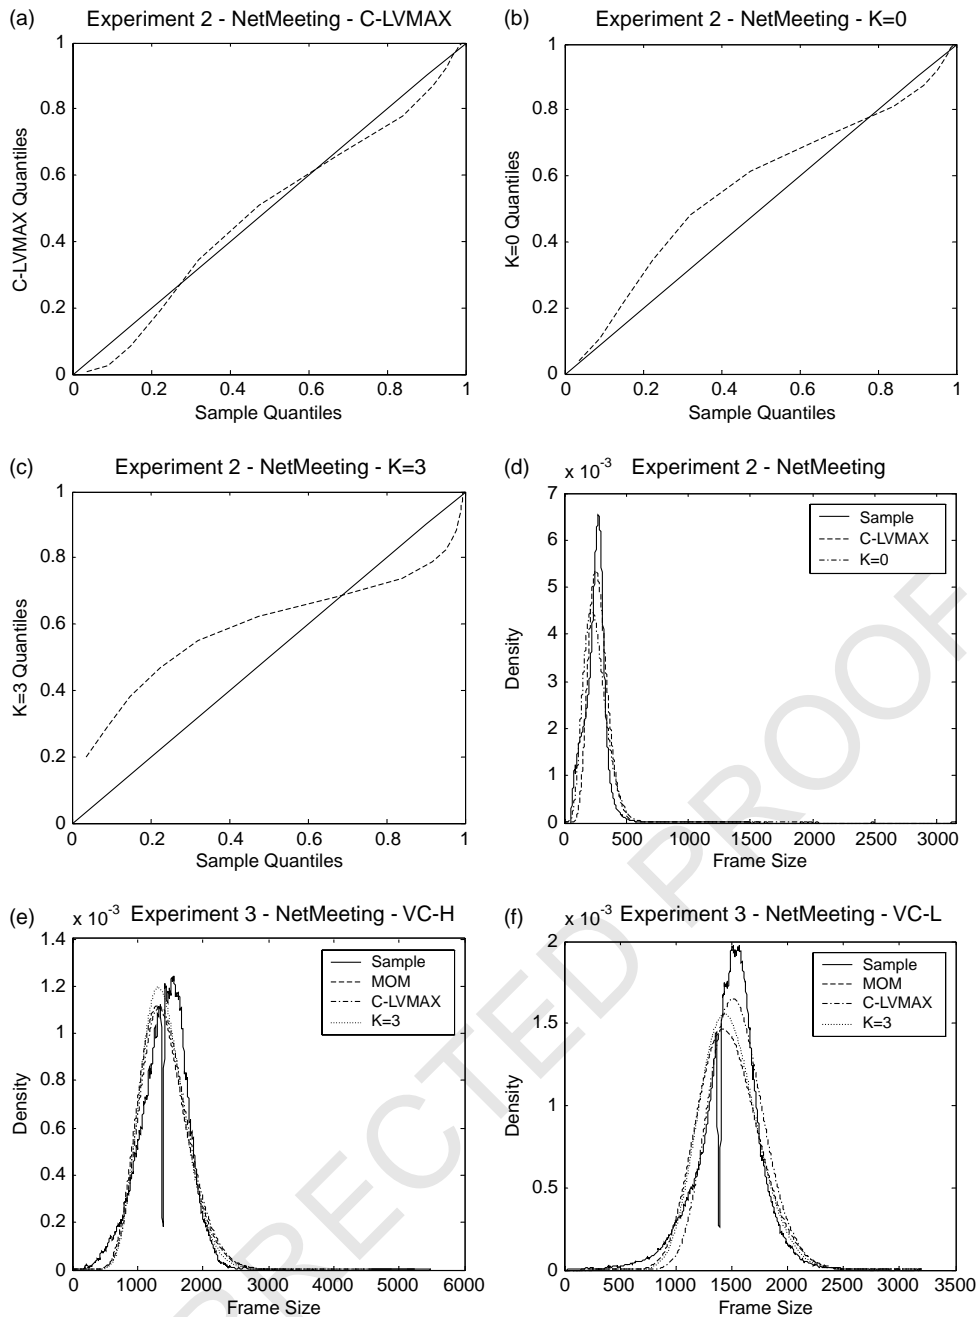 (a) Experiment 2 - NetMeeting - C-LVMAX
1
0.8
0.6
0.4
0.2
0
0 0.2 0.4 0.6 0.8 1
C-LVMAX Quantiles
Sample Quantiles
(b) Experiment 2 - NetMeeting - K=0
1
0.8
0.6
0.4
0.2
0
0 0.2 0.4 0.6 0.8 1
K=0 Quantiles
Sample Quantiles
(c) Experiment 2 - NetMeeting - K=3
1
0.8
0.6
0.4
0.2
0
0 0.2 0.4 0.6 0.8 1
K=3 Quantiles
Sample Quantiles
(d) x 10-3 Experiment 2 - NetMeeting
7
6
5
4
3
2
1
0
0 500 1000 1500 2000 2500 3000
Density
Frame Size
Sample
C-LVMAX
K=0
(e) x 10-3 Experiment 3 - NetMeeting - VC-H
1.4
1.2
1
0.8
0.6
0.4
0.2
0
0 1000 2000 3000 4000 5000 6000
Density
Frame Size
Sample
MOM
C-LVMAX
K=3
(f) x 10-3 Experiment 3 - NetMeeting - VC-L
2
1.5
1
0.5
0
0 500 1000 1500 2000 2500 3000 3500
Density
Frame Size
Sample
MOM
C-LVMAX
K=3
RECTED PROOF